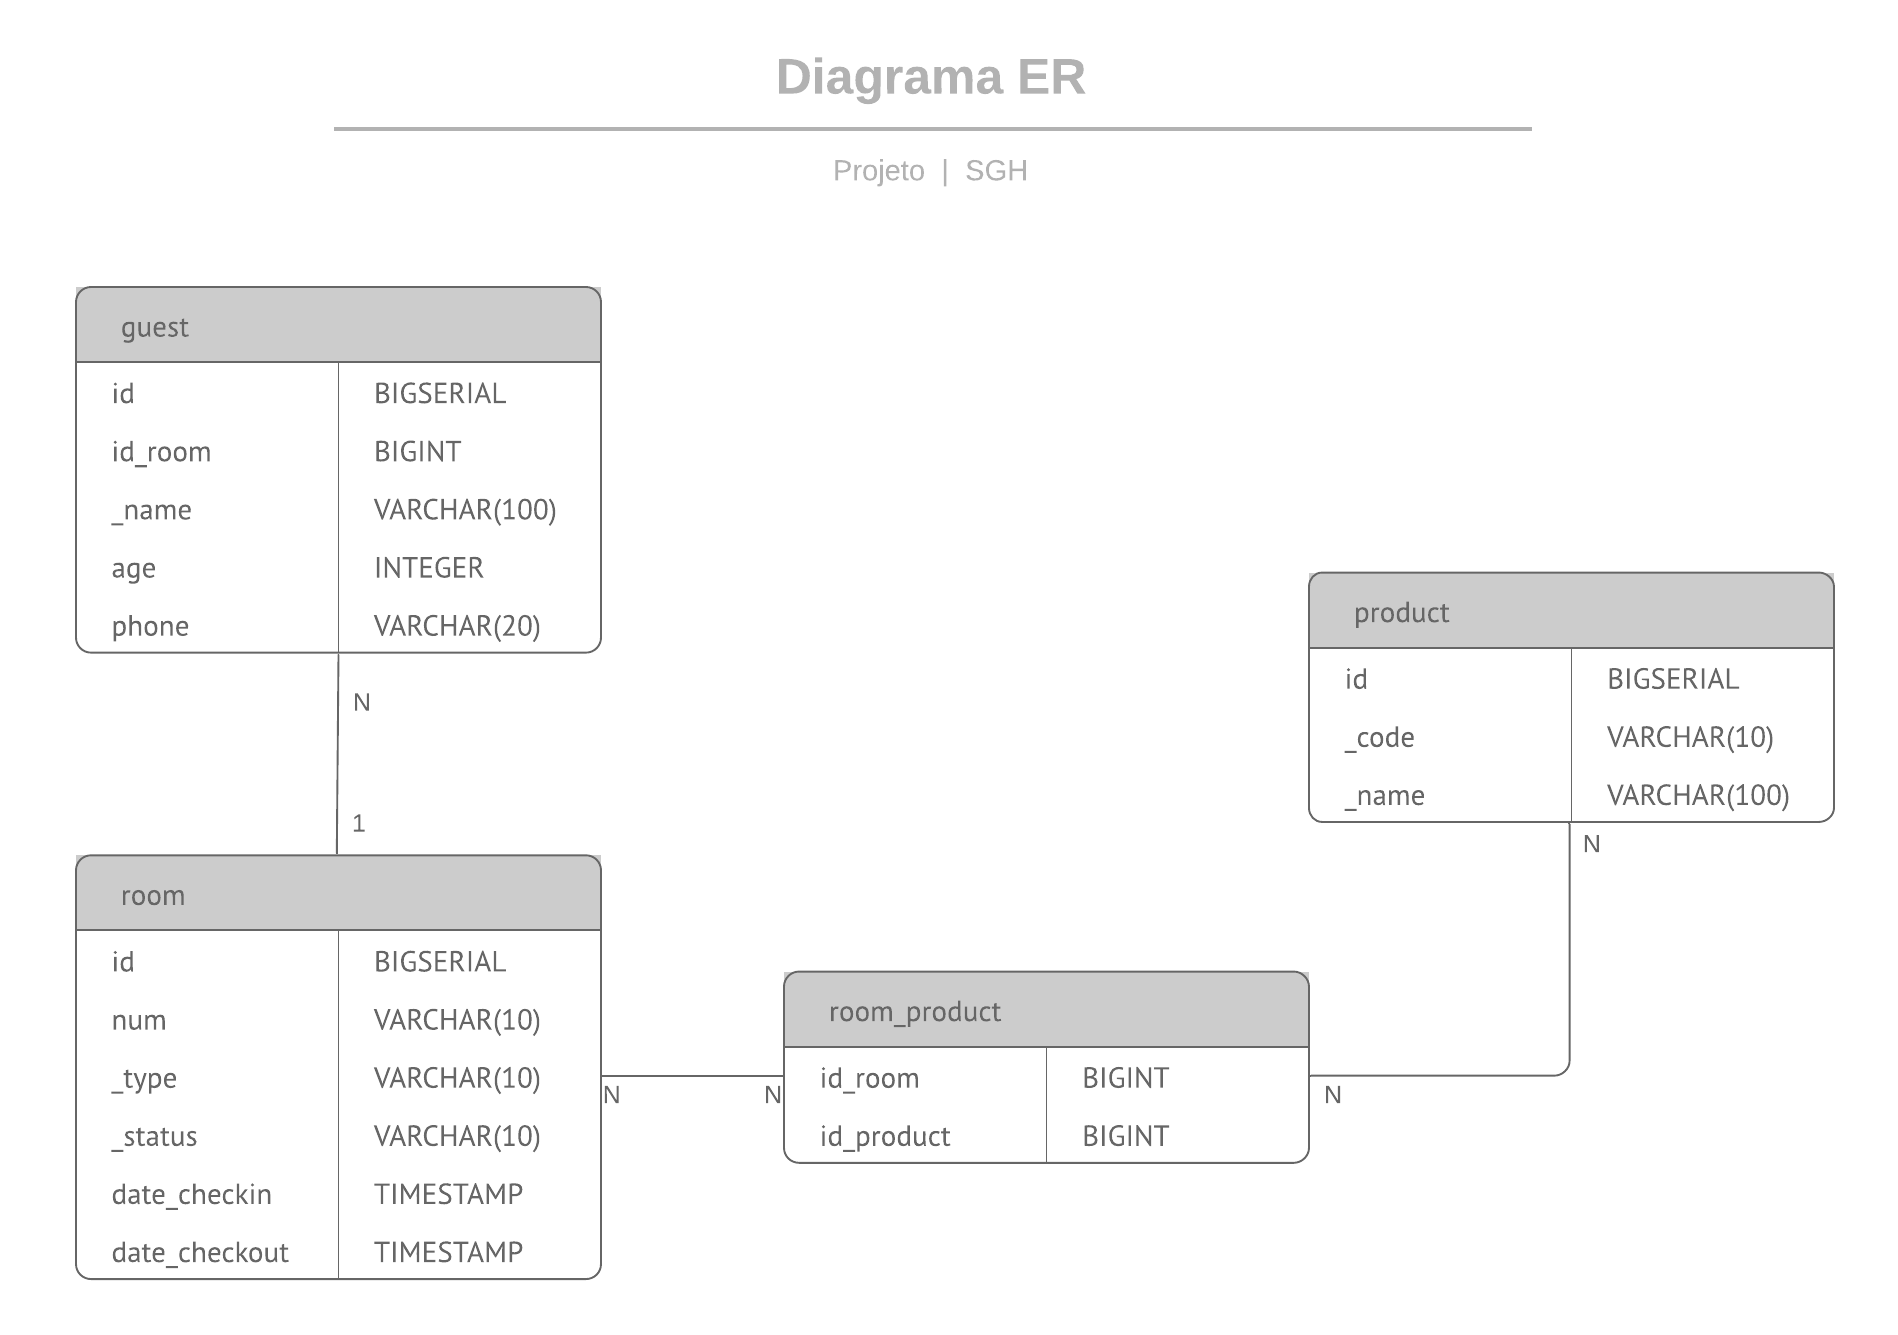 Diagrama ER
Projeto | SGH
guest
id BIGSERIAL
id_room BIGINT
_name VARCHAR(100)
age INTEGER
phone VARCHAR(20)
N
1
room
id BIGSERIAL
num VARCHAR(10)
_type VARCHAR(10)
_status VARCHAR(10)
date_checkin TIMESTAMP
date_checkout TIMESTAMP
N
N
room_product
id_room BIGINT
id_product BIGINT
N
product
id BIGSERIAL
_code VARCHAR(10)
_name VARCHAR(100)
N